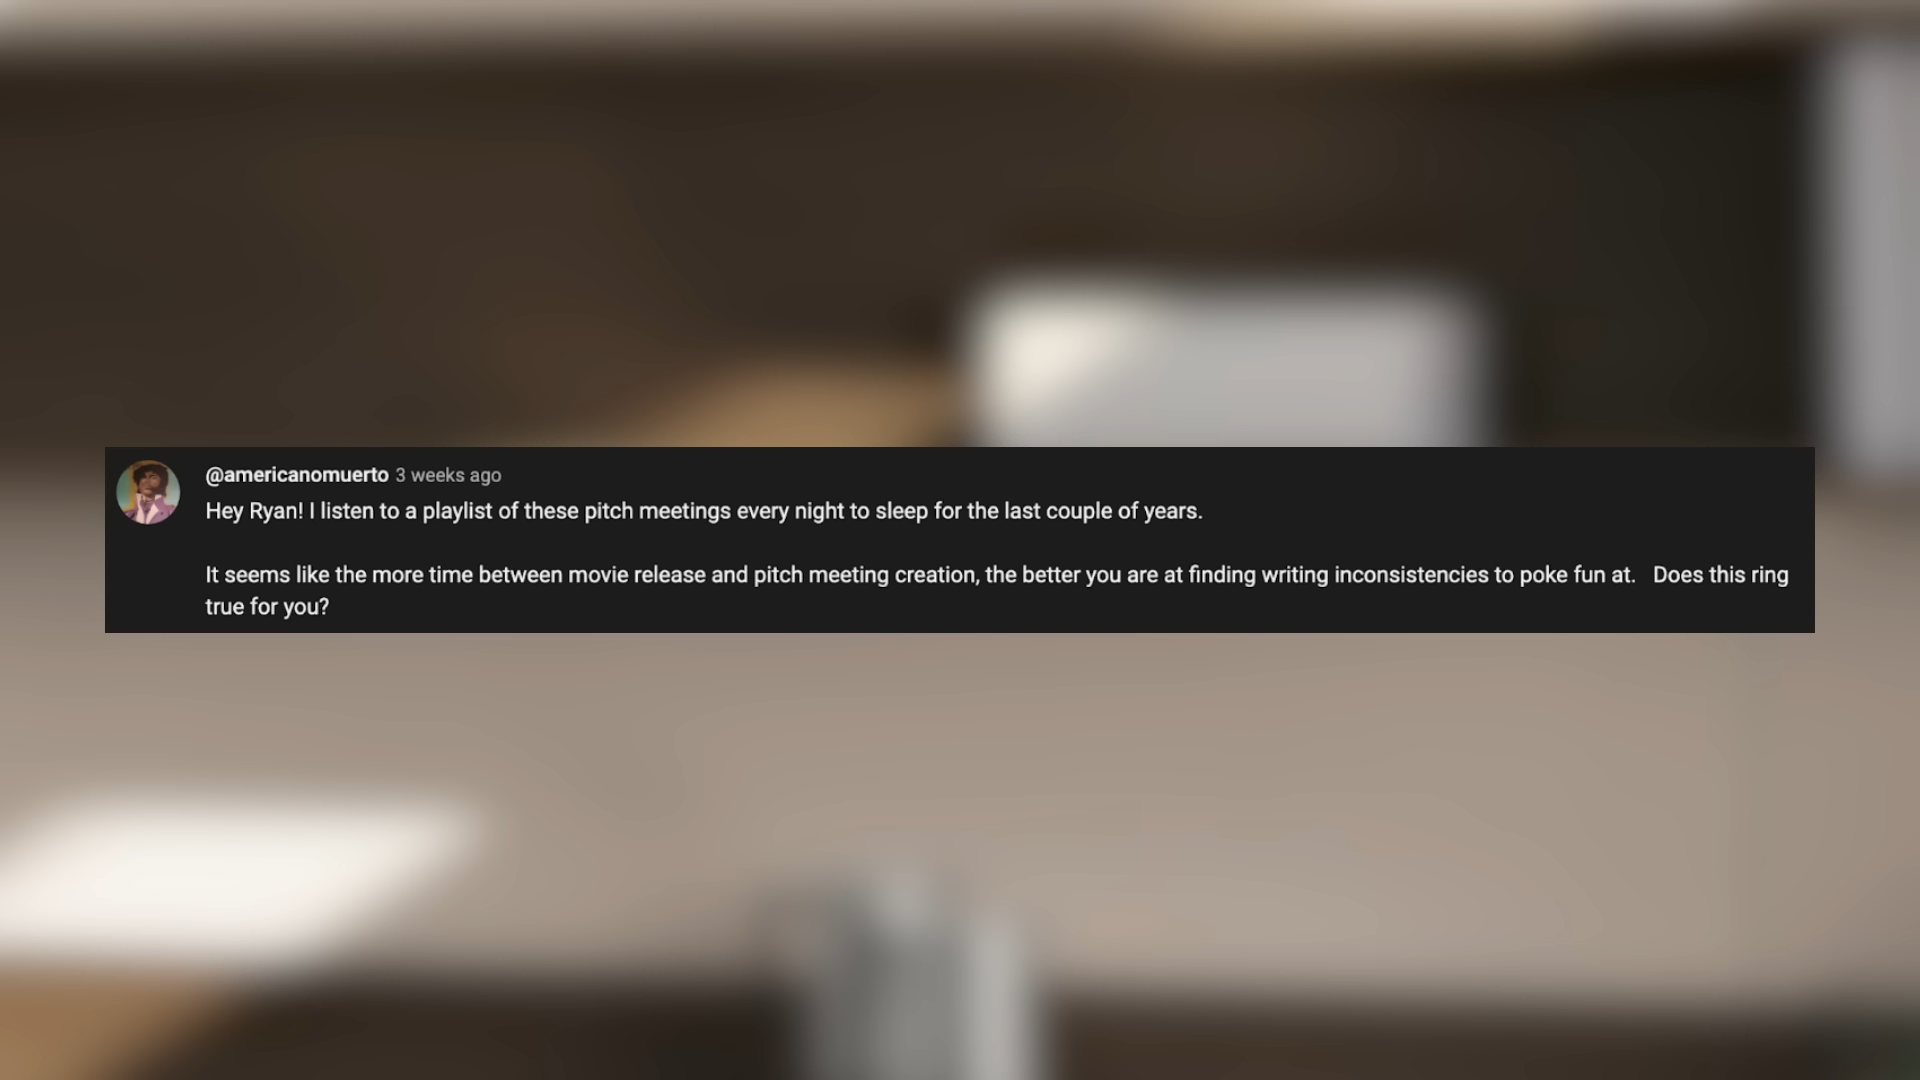 @americanomuerto 3 weeks ago
Hey Ryan! I listen to a playlist of these pitch meetings every night to sleep for the last couple of years.
It seems like the more time between movie release and pitch meeting creation, the better you are at finding writing inconsistencies to poke fun at. Does this ring
true for you?